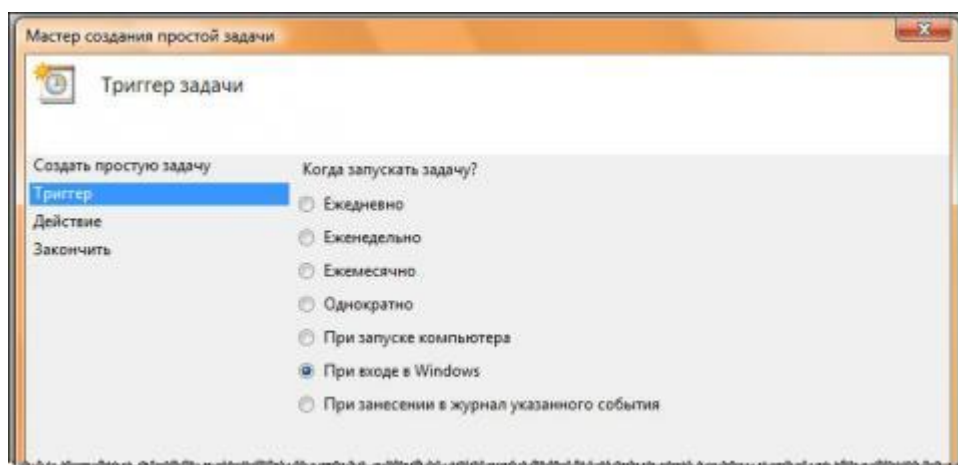 Мастер создания простой задачи
Триггер задачи
Создать простую задачу
Триггер
Действие
Закончить
Когда запускать задачу?
Ежедневно
Еженедельно
Ежемесячно
Однократно
При запуске компьютера
При входе в Windows
При занесении в журнал указанного события